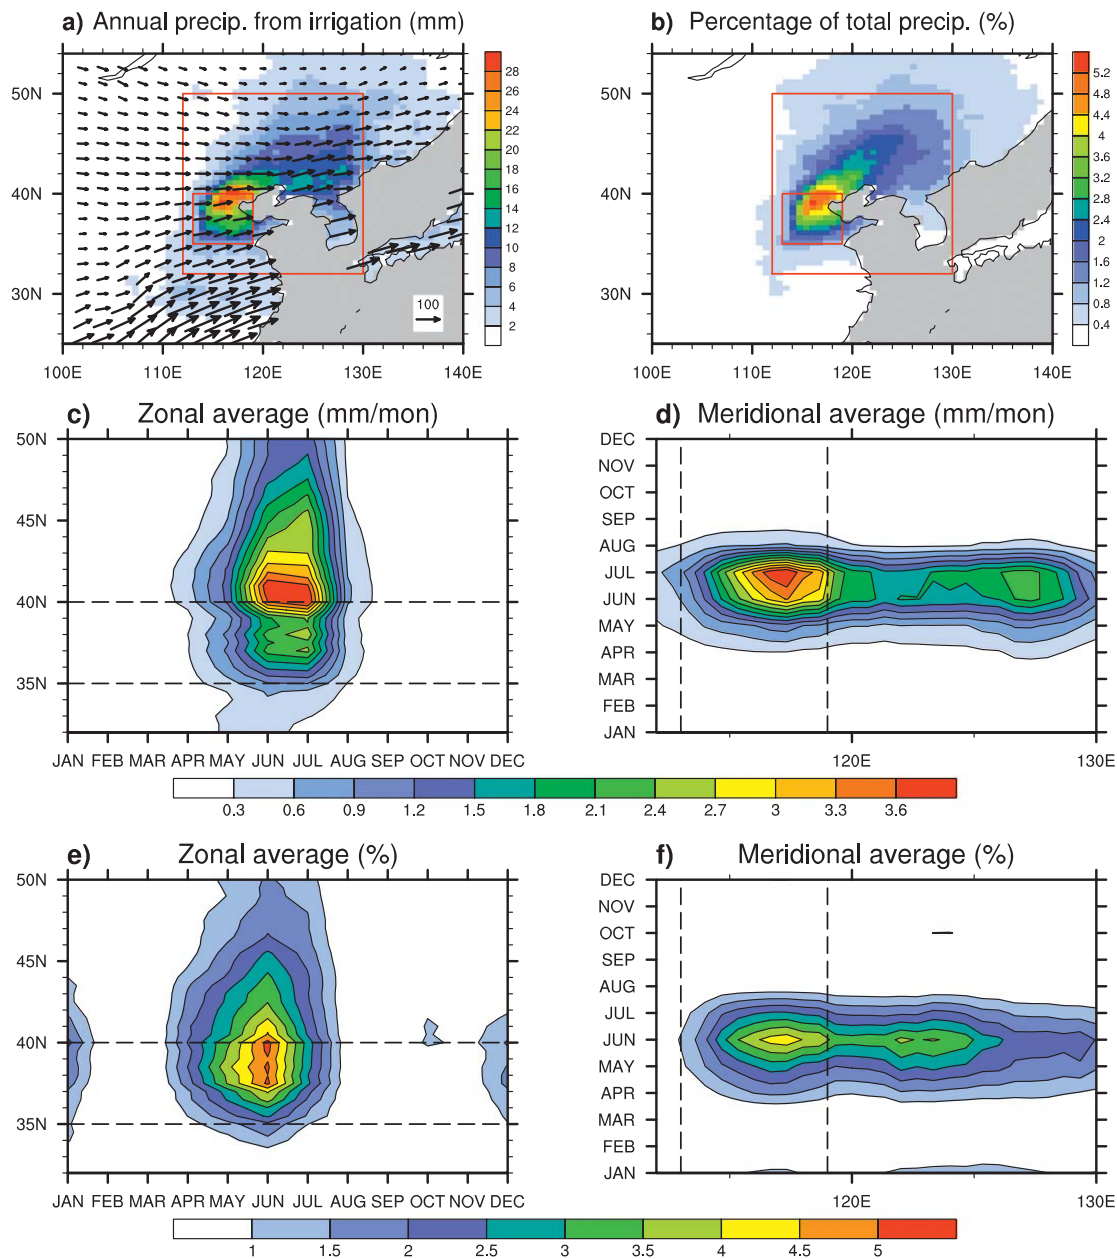 a) Annual precip. from irrigation (mm)
b) Percentage of total precip. (%)
50N
40N
30N
100E 110E 120E 130E 140E
100
28
26
24
22
20
18
16
14
12
10
8
6
4
2
50N
40N
30N
100E 110E 120E 130E 140E
5.2
4.8
4.4
4
3.6
3.2
2.8
2.4
2
1.6
1.2
0.8
0.4
c) Zonal average (mm/mon)
50N
45N
40N
35N
JAN FEB MAR APR MAY JUN JUL AUG SEP OCT NOV DEC
d) Meridional average (mm/mon)
DEC
NOV
OCT
SEP
AUG
JUL
JUN
MAY
APR
MAR
FEB
JAN
120E 130E
0.3 0.6 0.9 1.2 1.5 1.8 2.1 2.4 2.7 3 3.3 3.6
e) Zonal average (%)
50N
45N
40N
35N
JAN FEB MAR APR MAY JUN JUL AUG SEP OCT NOV DEC
f) Meridional average (%)
DEC
NOV
OCT
SEP
AUG
JUL
JUN
MAY
APR
MAR
FEB
JAN
120E 130E
1 1.5 2 2.5 3 3.5 4 4.5 5